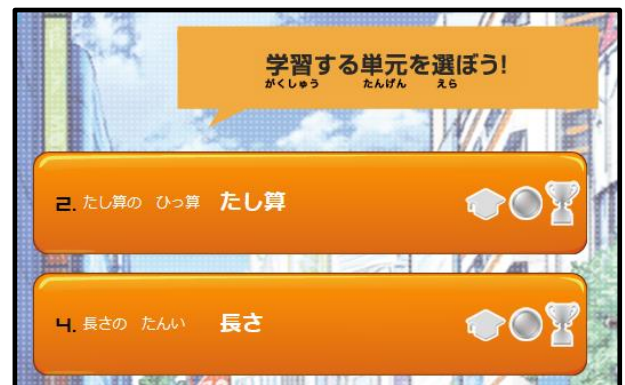 学習する単元を選ぼう!
がくしゅう たんげん えら
2. たし算の ひっ算 たし算
4. 長さの たんい 長さ